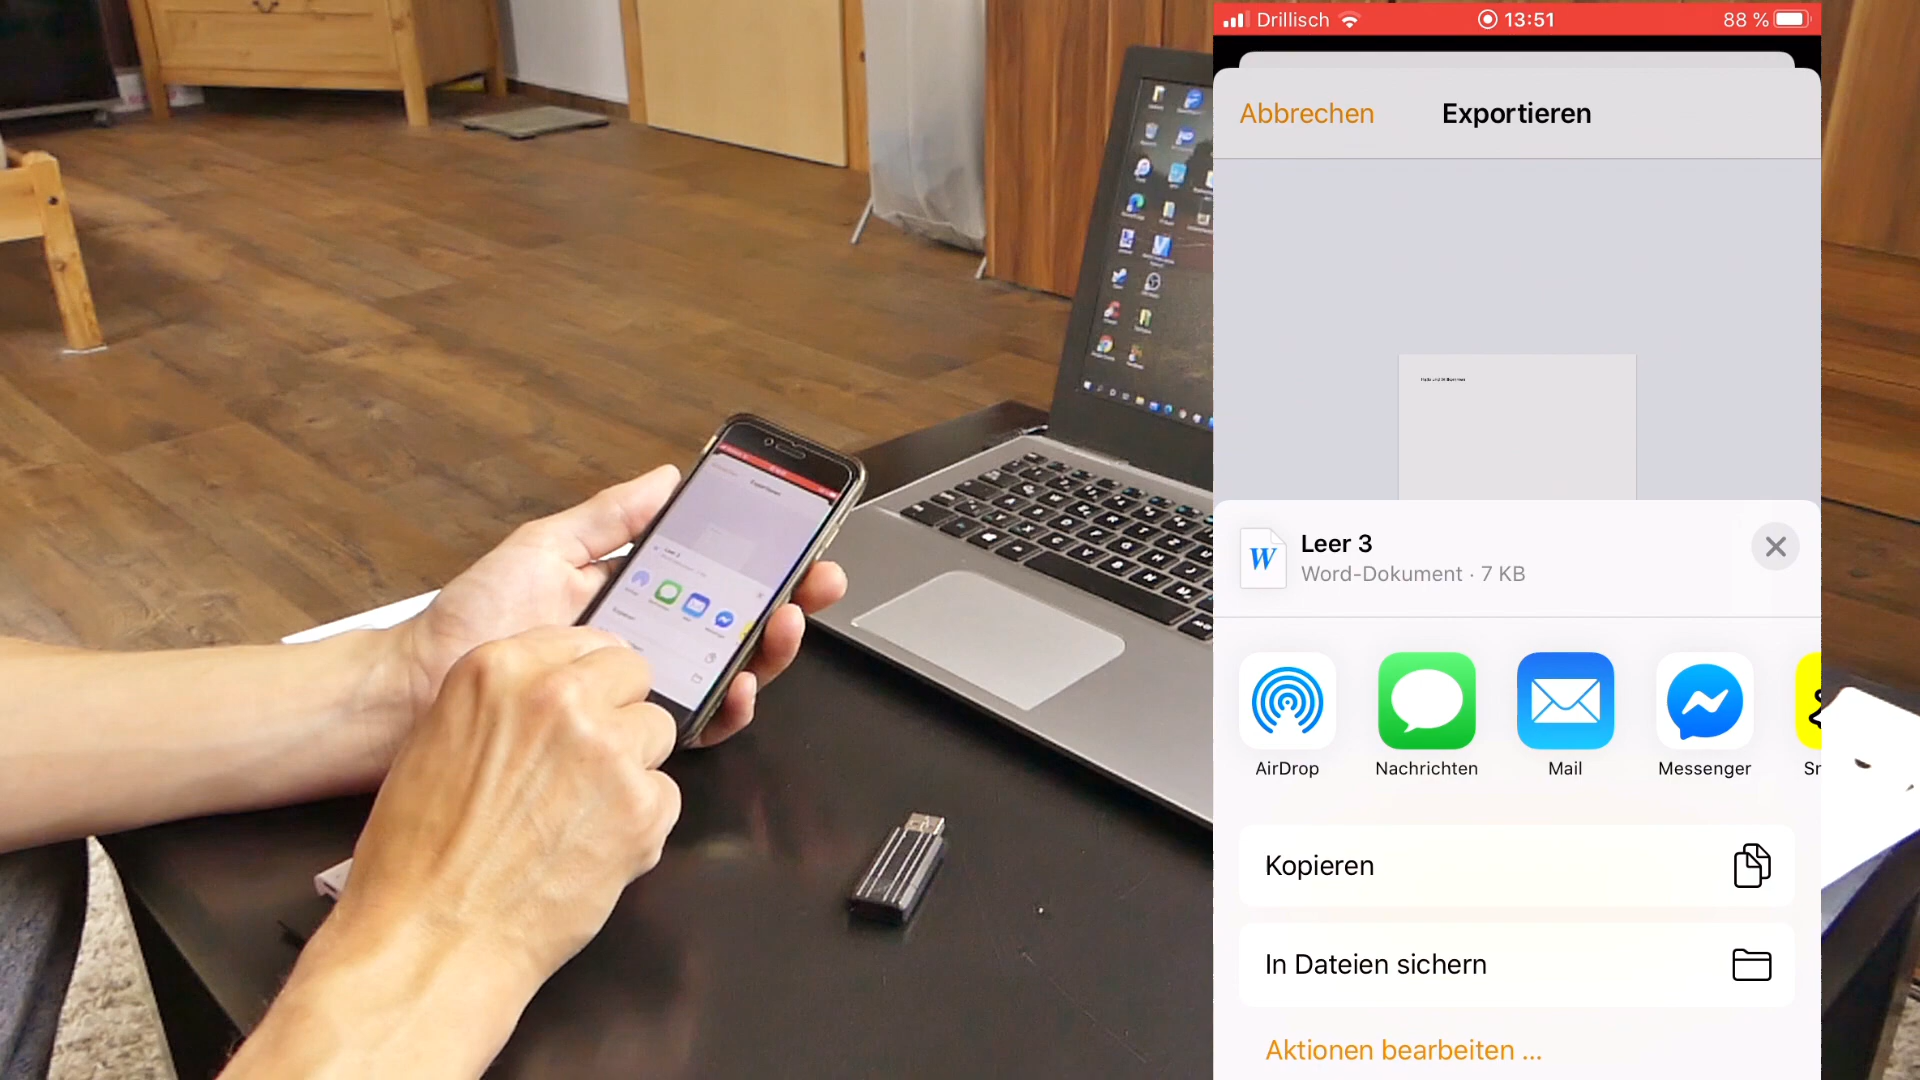 Drillisch
13:51
88 %
Abbrechen
Exportieren
W
Leer 3
Word-Dokument · 7 KB
AirDrop
Nachrichten
Mail
Messenger
Kopieren
In Dateien sichern
Aktionen bearbeiten ...